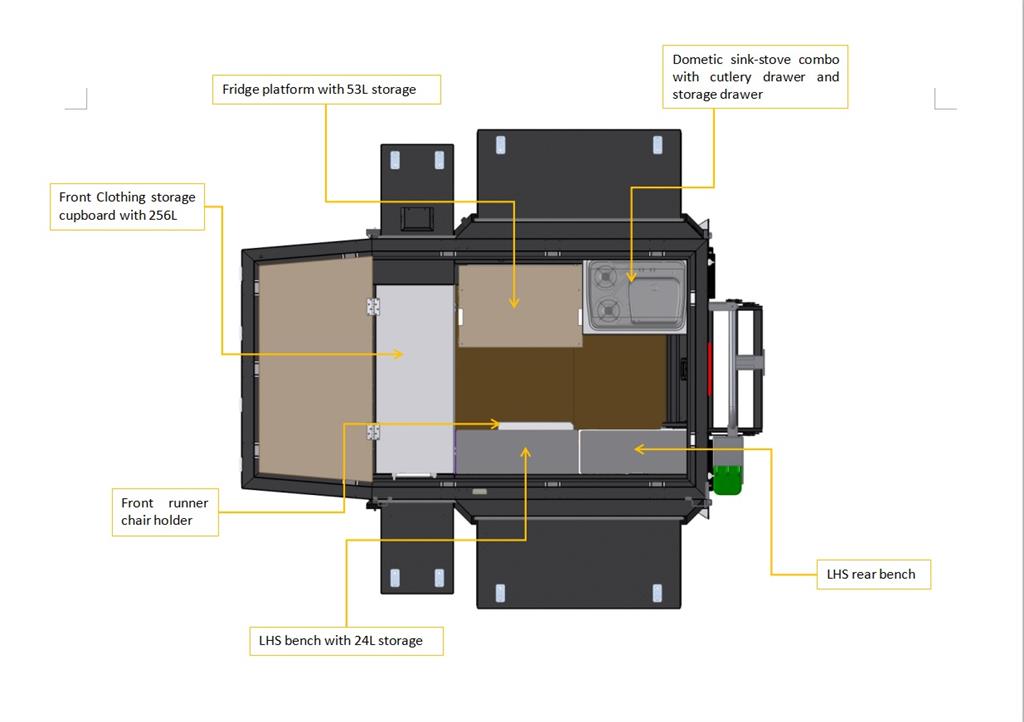 Dometic sink-stove combo
with cutlery drawer and
storage drawer
Fridge platform with 53L storage
Front Clothing storage
cupboard with 256L
Front runner
chair holder
LHS rear bench
LHS bench with 24L storage